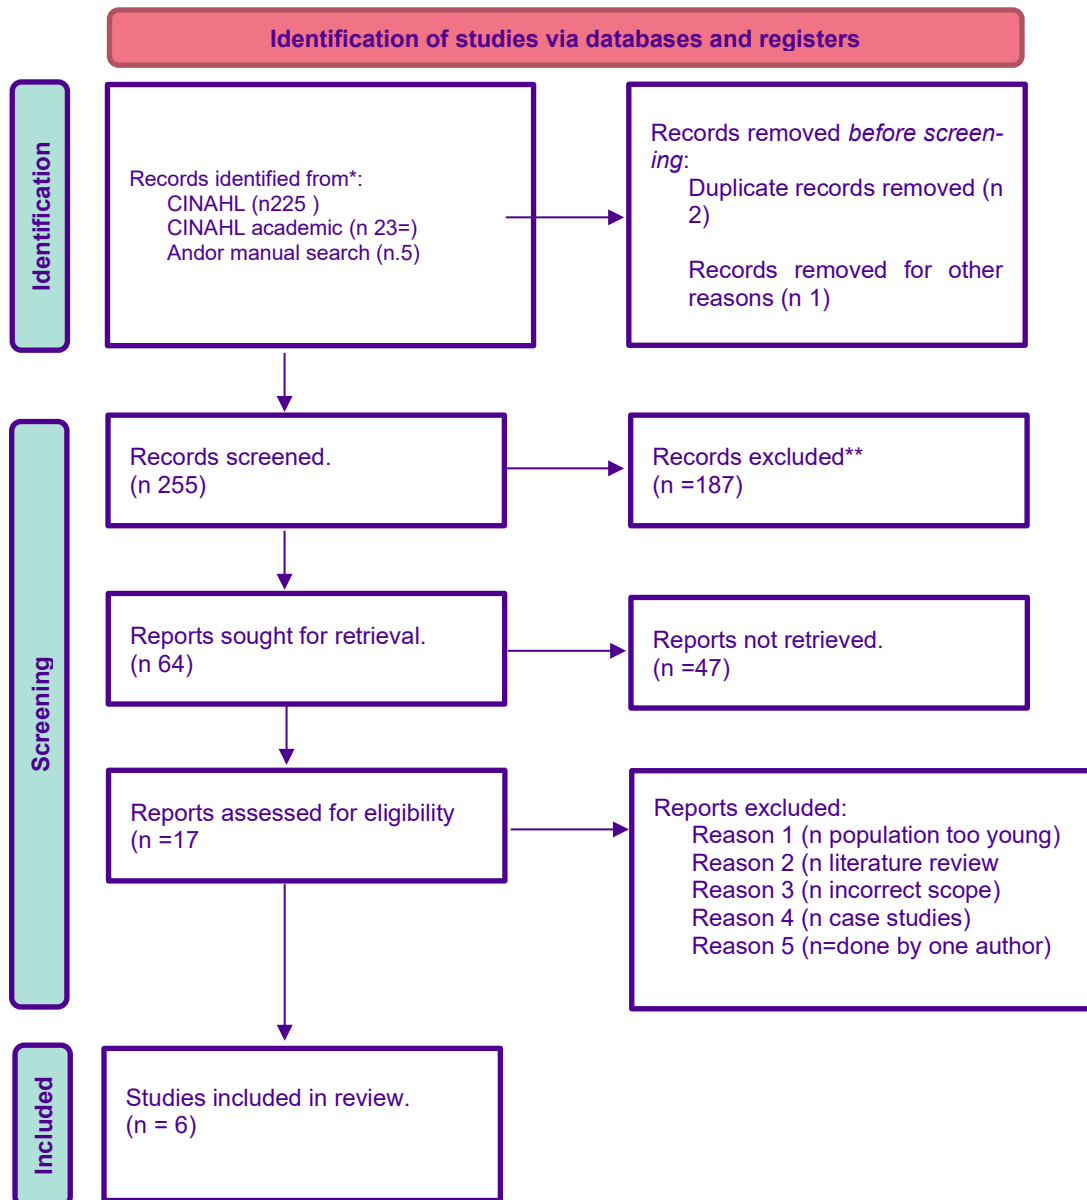 Identification of studies via databases and registers
Identification
Records identified from*:
CINAHL (n225 )
CINAHL academic (n 23=)
Andor manual search (n.5)
Records removed before screen-
ing:
Duplicate records removed (n
2)
Records removed for other
reasons (n 1)
Screening
Records screened.
(n 255)
Records excluded**
(n =187)
Reports sought for retrieval.
(n 64)
Reports not retrieved.
(n =47)
Reports assessed for eligibility
(n =17
Reports excluded:
Reason 1 (n population too young)
Reason 2 (n literature review
Reason 3 (n incorrect scope)
Reason 4 (n case studies)
Reason 5 (n=done by one author)
Included
Studies included in review.
(n = 6)